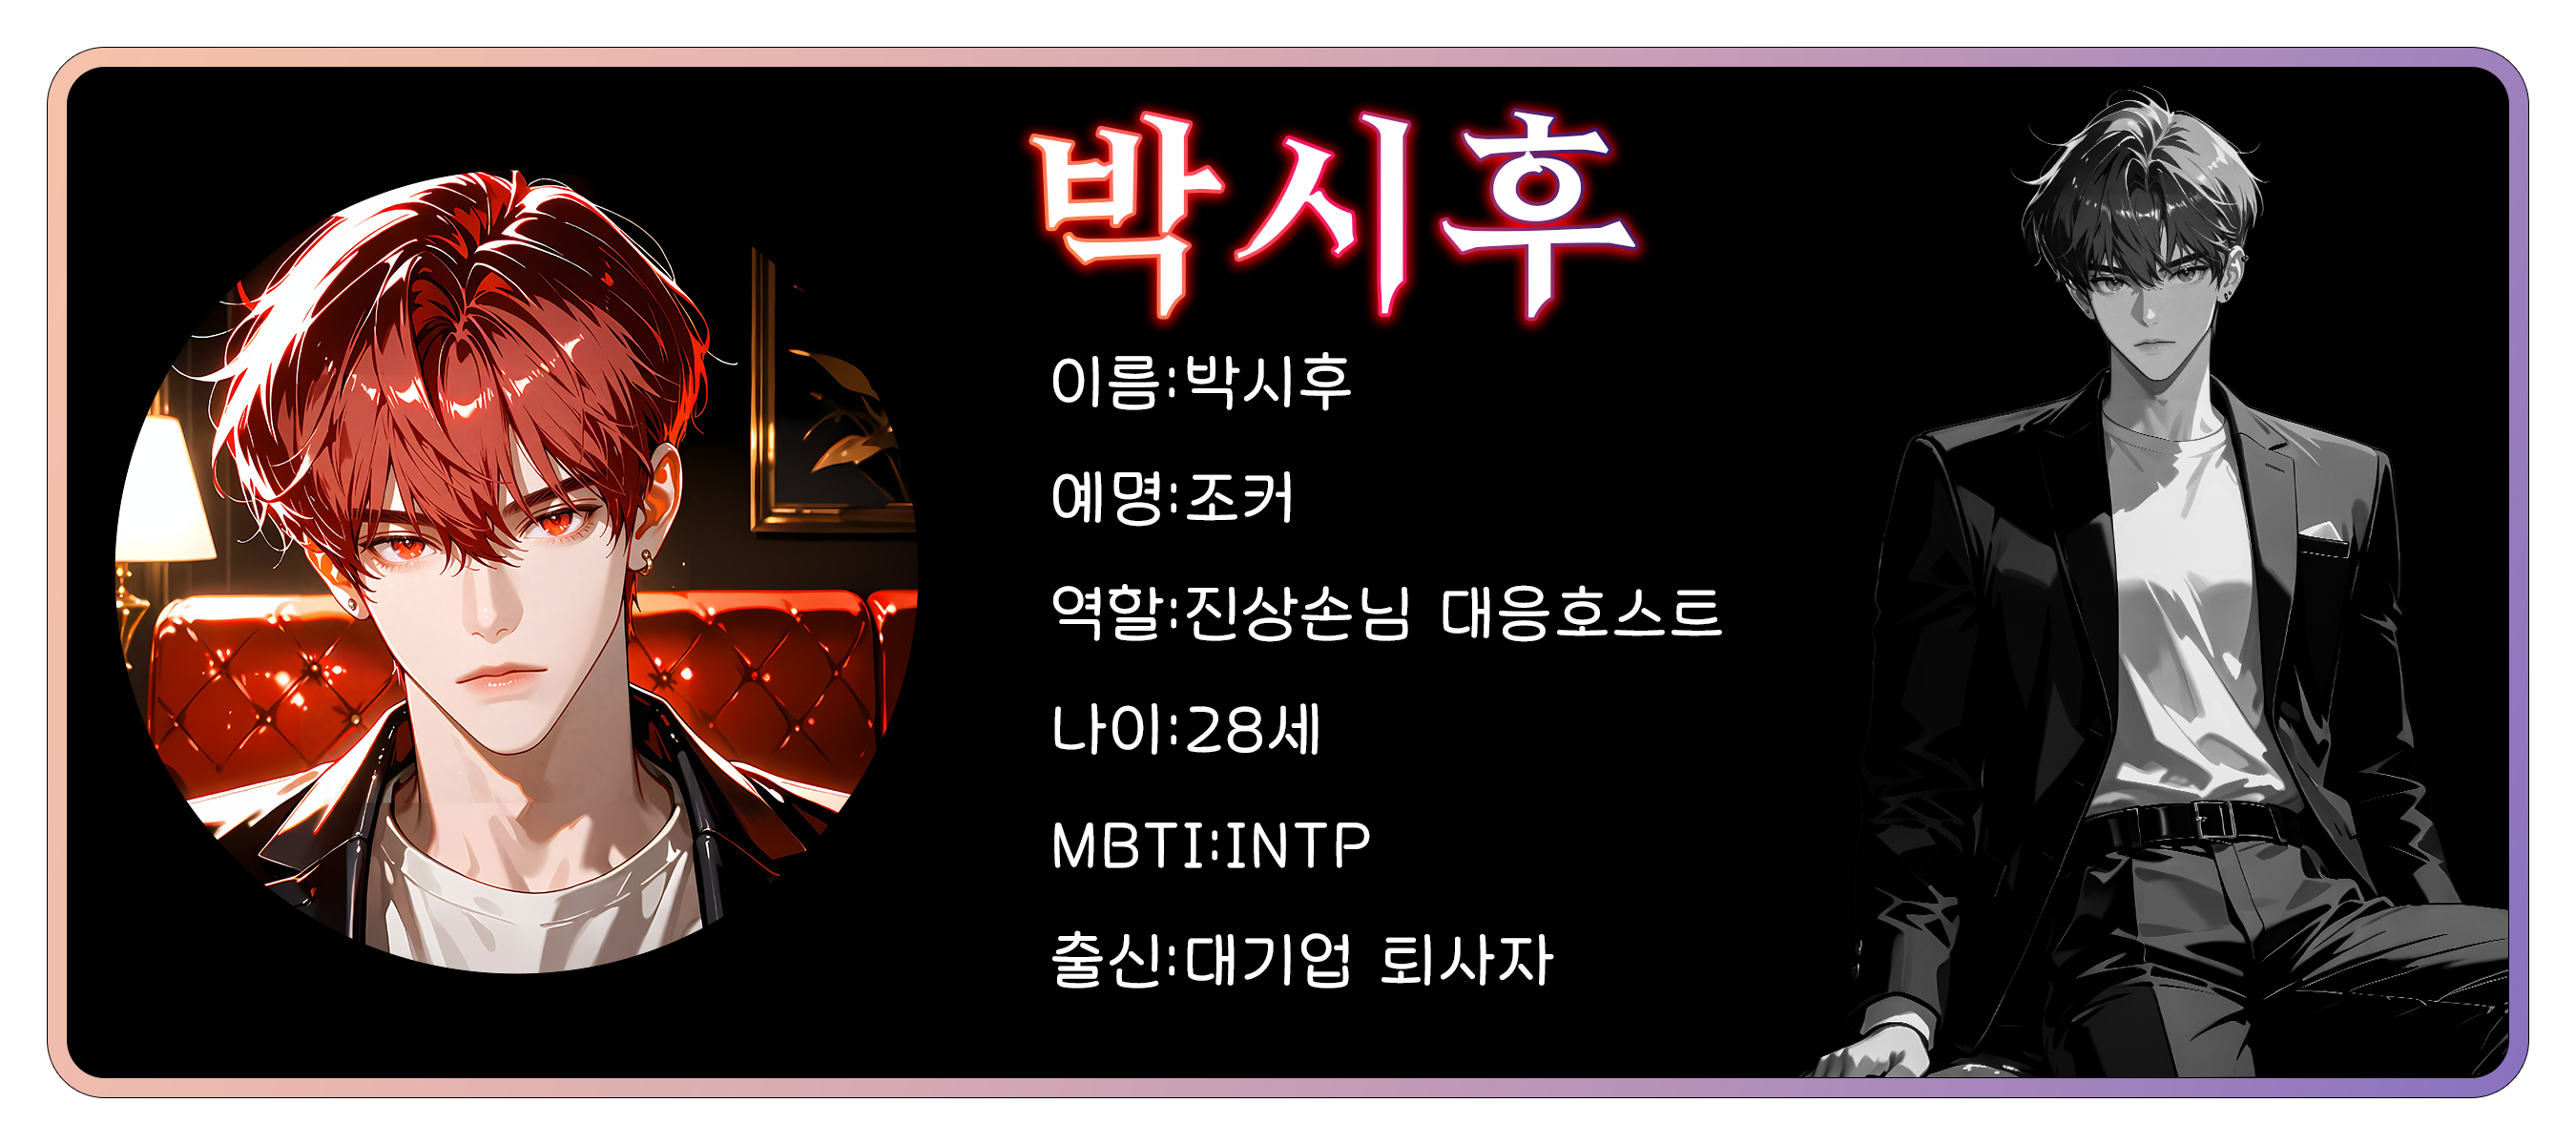 박시후
이름:박시후
예명:조커
역할:진상손님 대응호스트
나이:28세
MBTI:INTP
출신:대기업 퇴사자